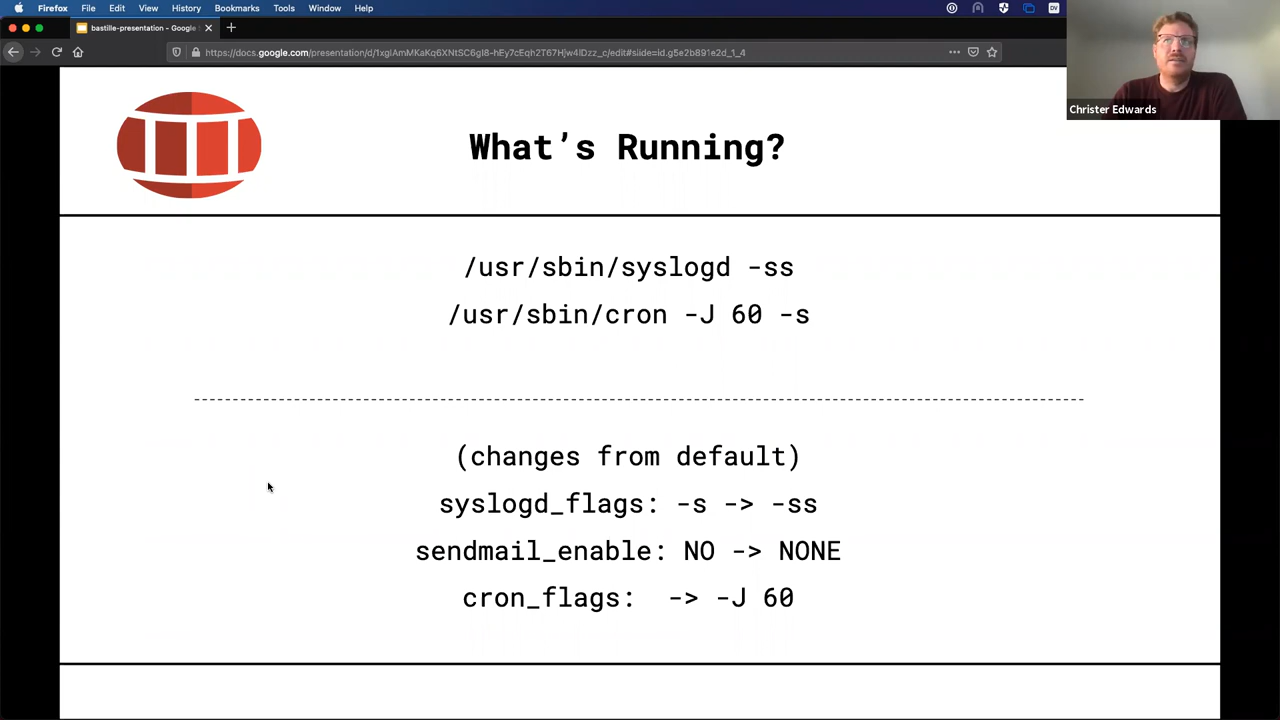 Firefox File Edit View History Bookmarks Tools Window Help
bastille-presentation - Google
Christer Edwards
What's Running?
/usr/sbin/syslogd -ss
/usr/sbin/cron -J 60 -s
(changes from default)
syslogd_flags: -s -> -ss
sendmail_enable: NO -> NONE
cron_flags:  -> -J 60